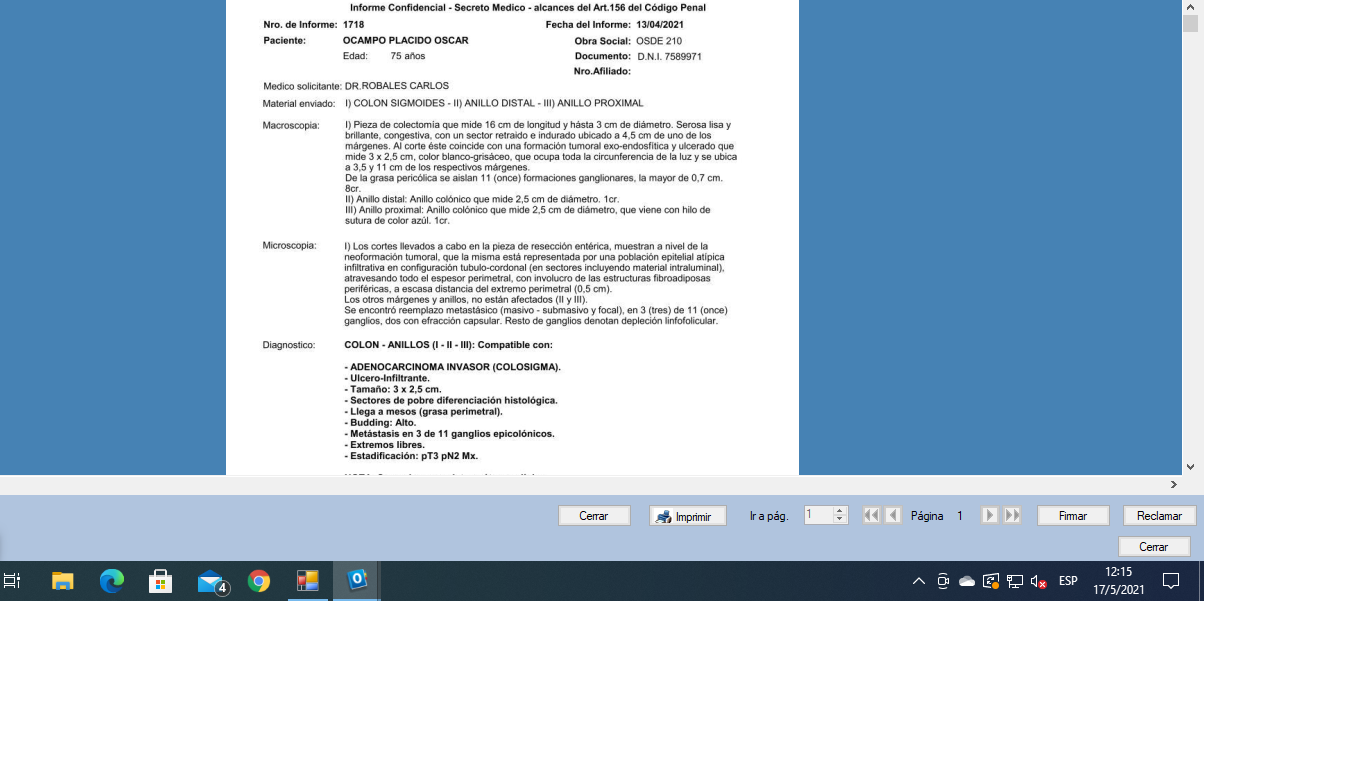 Informe Confidencial - Secreto Medico - alcances del Art.156 del Código Penal
Nro. de Informe: 1718 Fecha del Informe: 13/04/2021
Paciente: OCAMPO PLACIDO OSCAR Obra Social: OSDE 210
Edad: 75 años Documento: D.N.I. 7589971
Nro.Afiliado:
Medico solicitante: DR.ROBALES CARLOS
Material enviado: I) COLON SIGMOIDES - II) ANILLO DISTAL - III) ANILLO PROXIMAL
Macroscopia: I) Pieza de colectomía que mide 16 cm de longitud y hásta 3 cm de diámetro. Serosa lisa y
brillante, congestiva, con un sector retraido e indurado ubicado a 4,5 cm de uno de los
márgenes. Al corte éste coincide con una formación tumoral exo-endosfítica y ulcerado que
mide 3 x 2,5 cm, color blanco-grisáceo, que ocupa toda la circunferencia de la luz y se ubica
a 3,5 y 11 cm de los respectivos márgenes.
De la grasa pericólica se aislan 11 (once) formaciones ganglionares, la mayor de 0,7 cm.
8cr.
II) Anillo distal: Anillo colónico que mide 2,5 cm de diámetro. 1cr.
III) Anillo proximal: Anillo colónico que mide 2,5 cm de diámetro, que viene con hilo de
sutura de color azúl. 1cr.
Microscopia: I) Los cortes llevados a cabo en la pieza de resección entérica, muestran a nivel de la
neoformación tumoral, que la misma está representada por una población epitelial atípica
infiltrativa en configuración tubulo-cordonal (en sectores incluyendo material intraluminal),
atravesando todo el espesor perimetral, con involucro de las estructuras fibroadiposas
periféricas, a escasa distancia del extremo perimetral (0,5 cm).
Los otros márgenes y anillos, no están afectados (II y III).
Se encontró reemplazo metastásico (masivo - submasivo y focal), en 3 (tres) de 11 (once)
ganglios, dos con efracción capsular. Resto de ganglios denotan depleción linfofolicular.
Diagnostico: COLON - ANILLOS (I - II - III): Compatible con:
- ADENOCARCINOMA INVASOR (COLOSIGMA).
- Ulcero-Infiltrante.
- Tamaño: 3 x 2,5 cm.
- Sectores de pobre diferenciación histológica.
- Llega a mesos (grasa perimetral).
- Budding: Alto.
- Metástasis en 3 de 11 ganglios epicolónicos.
- Extremos libres.
- Estadificación: pT3 pN2 Mx.
Cerrar Imprimir Ir a pág. 1 Página 1 Firmar Reclamar
Cerrar
4 ESP 12:15
17/5/2021